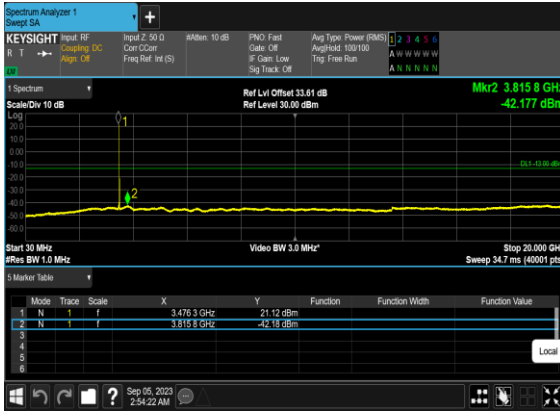 Spectrum Analyzer 1
Swept SA
+
KEYSIGHT
R T
LXI
Input: RF
Coupling: DC
Align: Off
Input Z: 50 Ω
Corr CCorr
Freq Ref: Int (S)
#Atten: 10 dB
PNO: Fast
Gate: Off
IF Gain: Low
Sig Track: Off
Avg Type: Power (RMS)
Avg|Hold: 100/100
Trig: Free Run
1 2 3 4 5 6
A W W W W W
A N N N N N
1 Spectrum
Scale/Div 10 dB
Ref Lvl Offset 33.61 dB
Ref Level 30.00 dBm
Mkr2 3.815 8 GHz
-42.177 dBm
Log
20.0
10.0
0.00
-10.0
-20.0
-30.0
-40.0
-50.0
-60.0
1
2
DL1 -13.00 dBm
Start 30 MHz
#Res BW 1.0 MHz
Video BW 3.0 MHz*
Stop 20.000 GH
Sweep 34.7 ms (40001 pts
5 Marker Table
Mode Trace Scale X Y Function Function Width Function Value
1 N 1 f 3.476 3 GHz 21.12 dBm
2 N 1 f 3.815 8 GHz -42.18 dBm
3
4
5
6
Local
?
Sep 05, 2023
2:54:22 AM